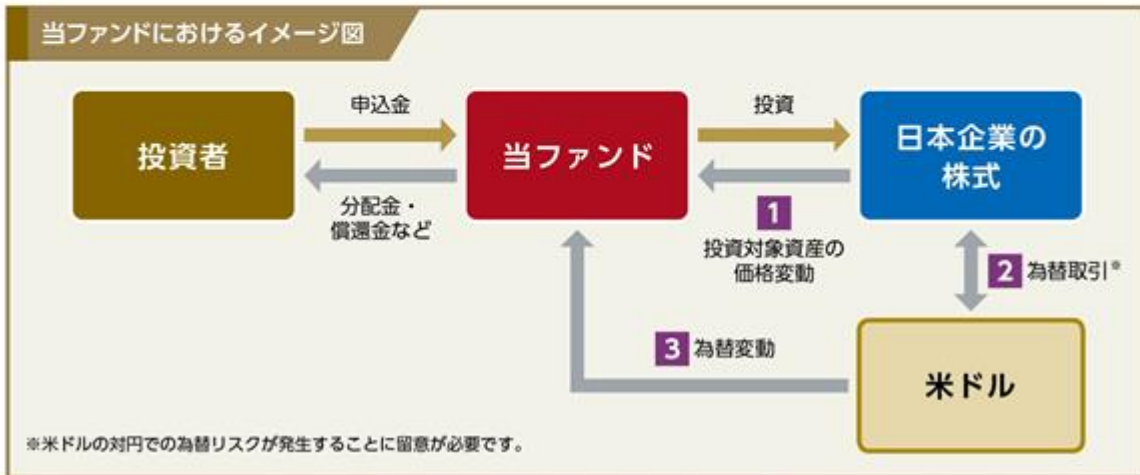 当ファンドにおけるイメージ図
投資者
申込金
分配金・
償還金など
当ファンド
投資
1
投資対象資産の
価格変動
日本企業の
株式
2 為替取引※
3 為替変動
米ドル
※米ドルの対円での為替リスクが発生することに留意が必要です。